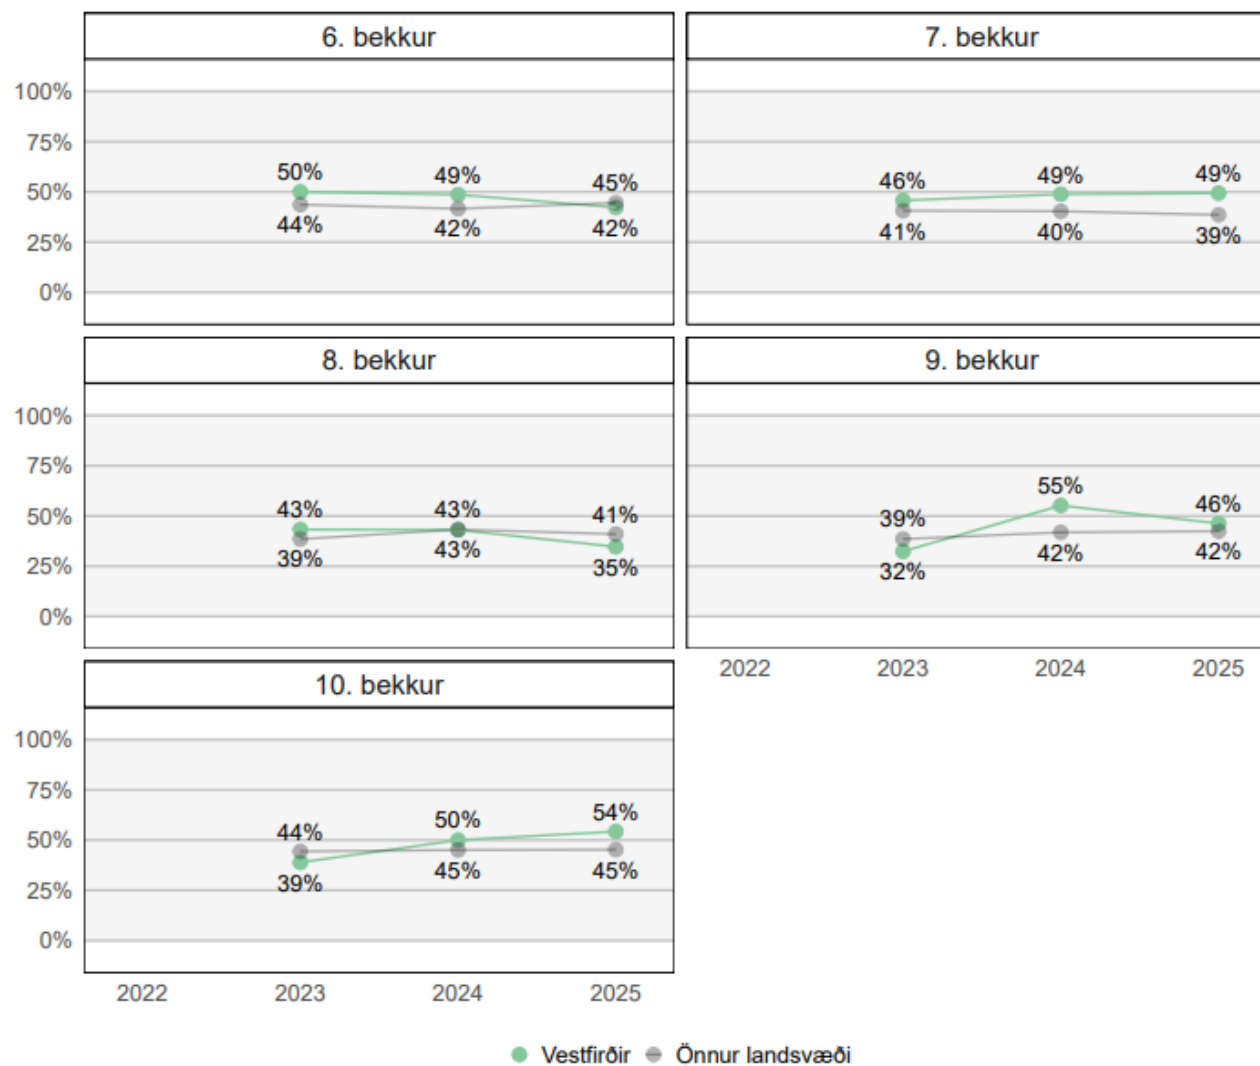 6. bekkur 7. bekkur
100%
75%
50% 49% 45% 46% 49% 49%
50%
44% 42% 42% 41% 40% 39%
25%
0%
8. bekkur 9. bekkur
100%
75%
55%
50% 43% 43% 41% 39% 46%
39% 43% 35% 32% 42% 42%
25%
0%
2022 2023 2024 2025
10. bekkur
100%
75%
44% 50% 54%
50%
39% 45% 45%
25%
0%
2022 2023 2024 2025
Vestfirðir Önnur landsvæði